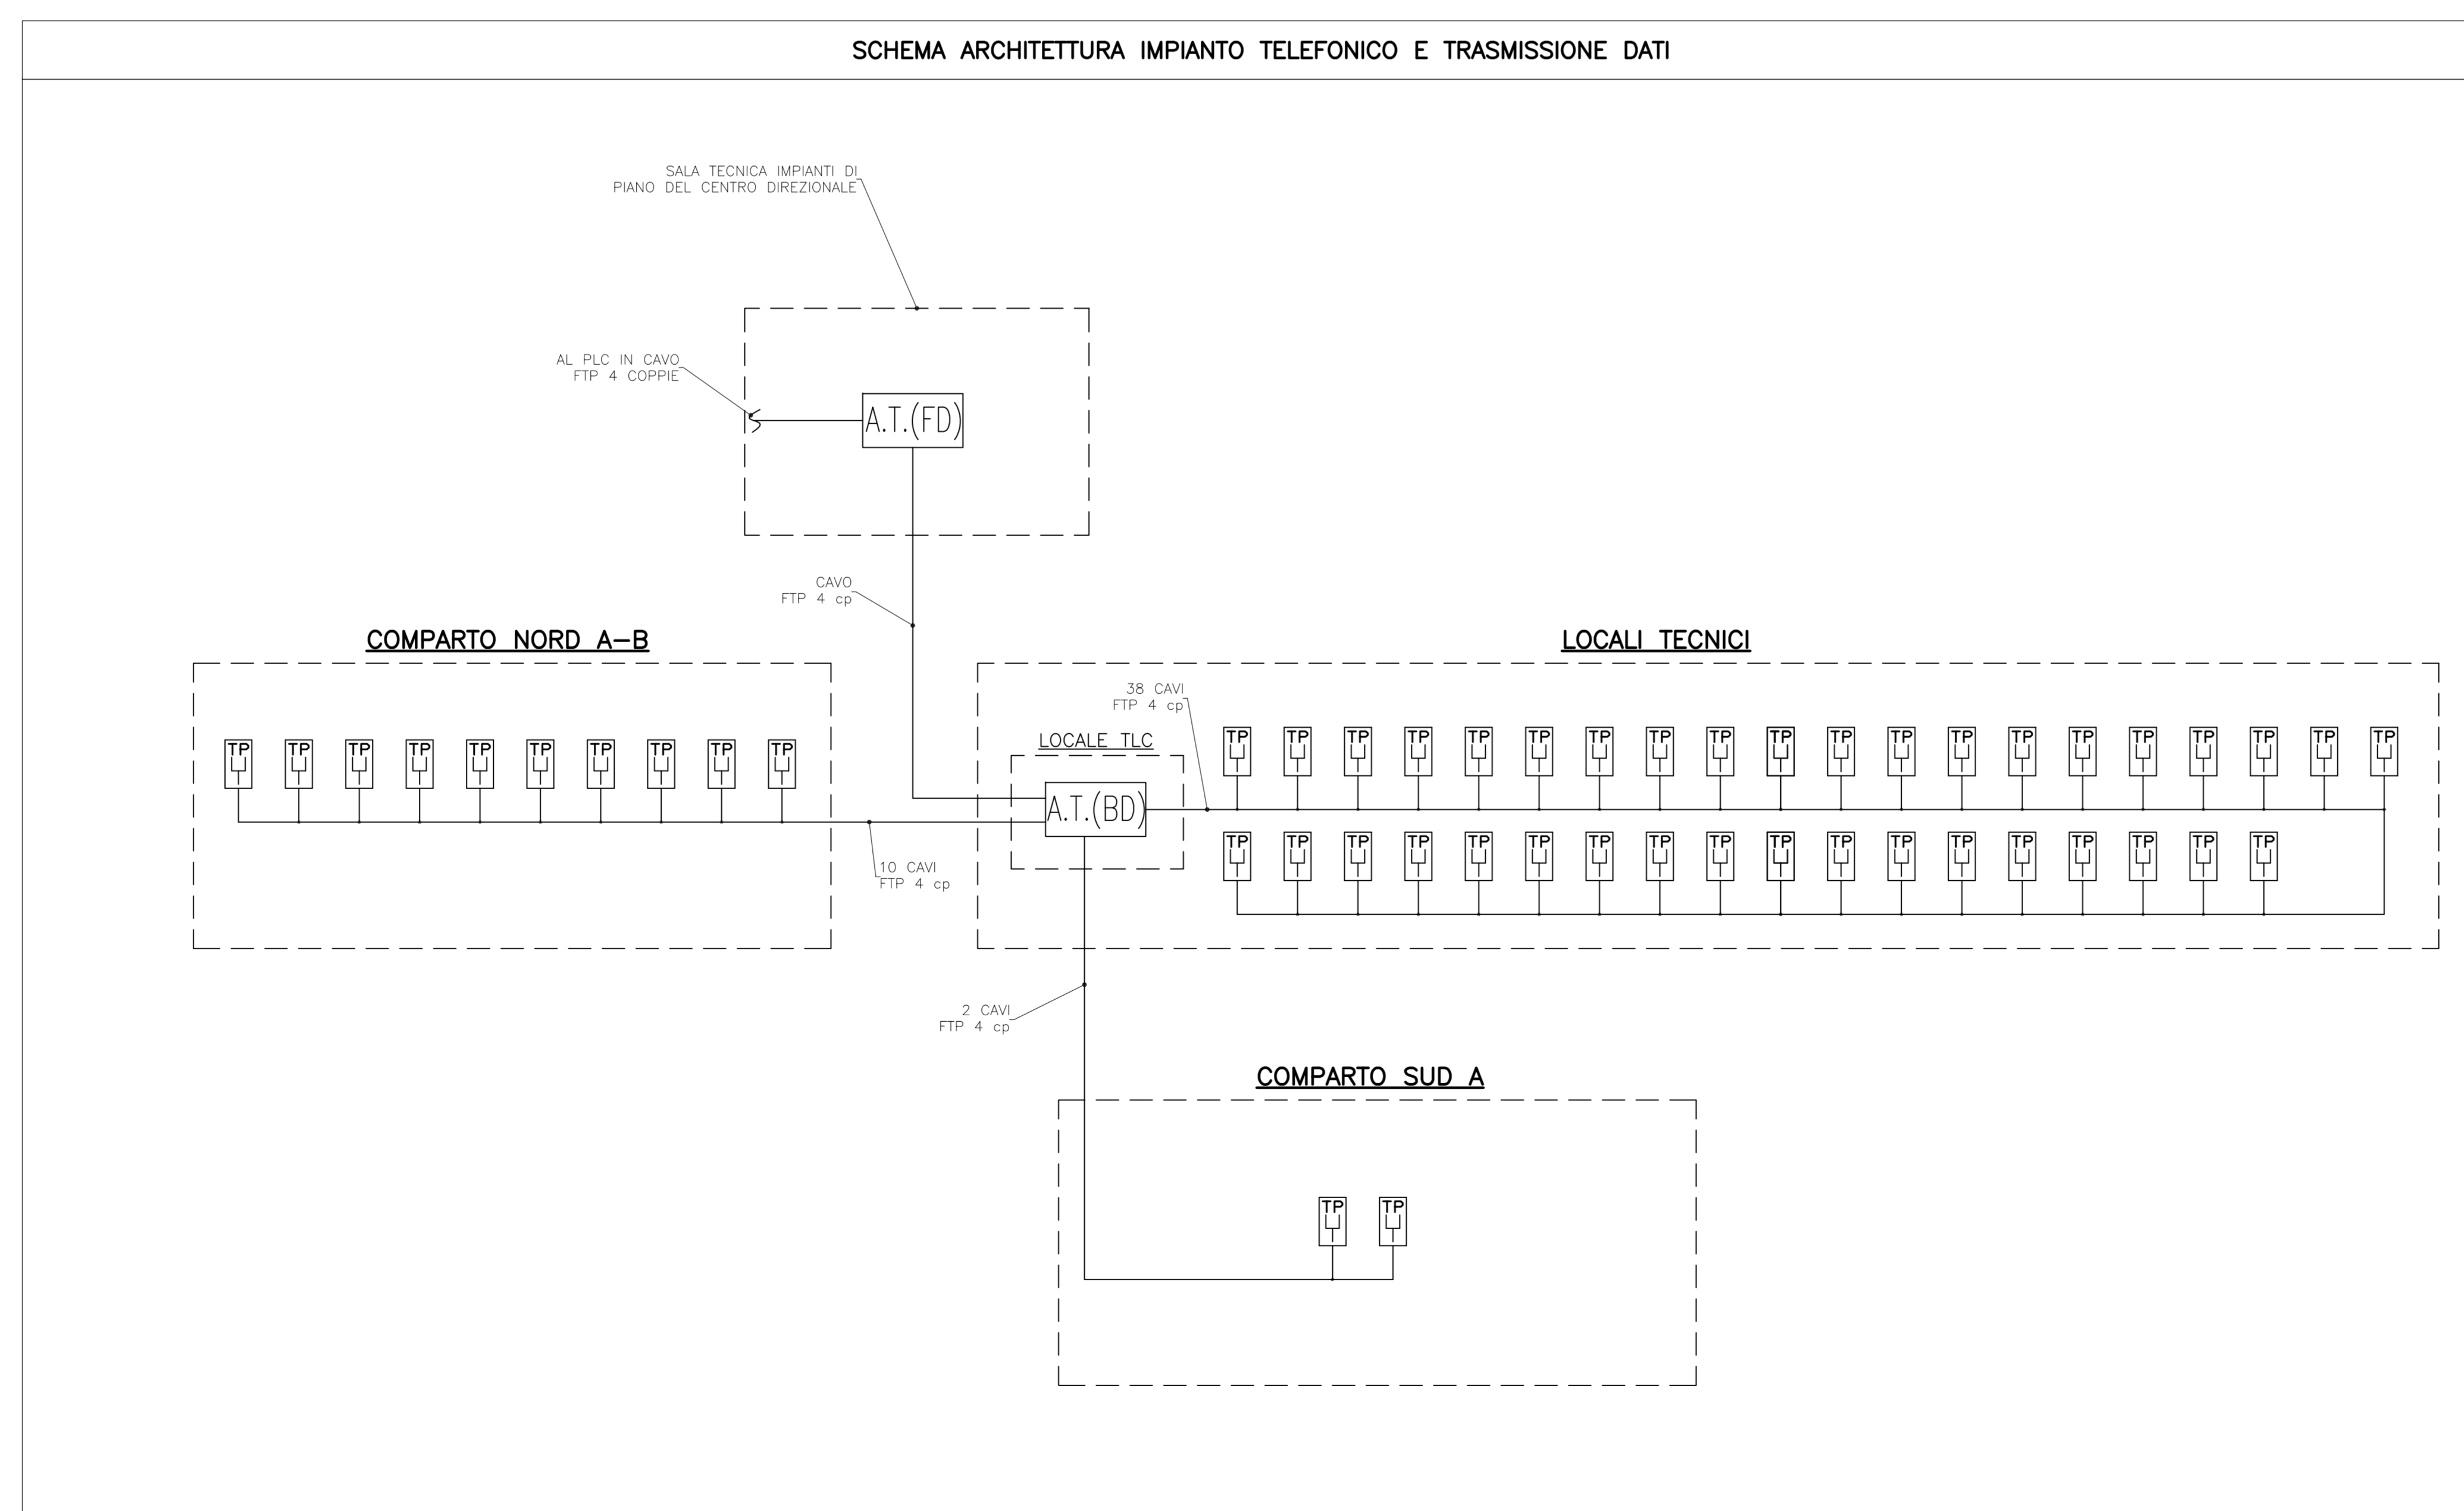 SCHEMA ARCHITETTURA IMPIANTO TELEFONICO E TRASMISSIONE DATI
SALA TECNICA IMPIANTI DI
PIANO DEL CENTRO DIREZIONALE
AL PLC IN CAVO
FTP 4 COPPIE
A.T.(FD)
CAVO
FTP 4 cp
COMPARTO NORD A-B
TP TP TP TP TP TP TP TP TP TP
10 CAVI
FTP 4 cp
LOCALI TECNICI
38 CAVI
FTP 4 cp
LOCALE TLC
A.T.(BD)
TP TP TP TP TP TP TP TP TP TP TP TP TP TP TP TP TP TP TP TP
TP TP TP TP TP TP TP TP TP TP TP TP TP TP TP TP TP TP
2 CAVI
FTP 4 cp
COMPARTO SUD A
TP TP